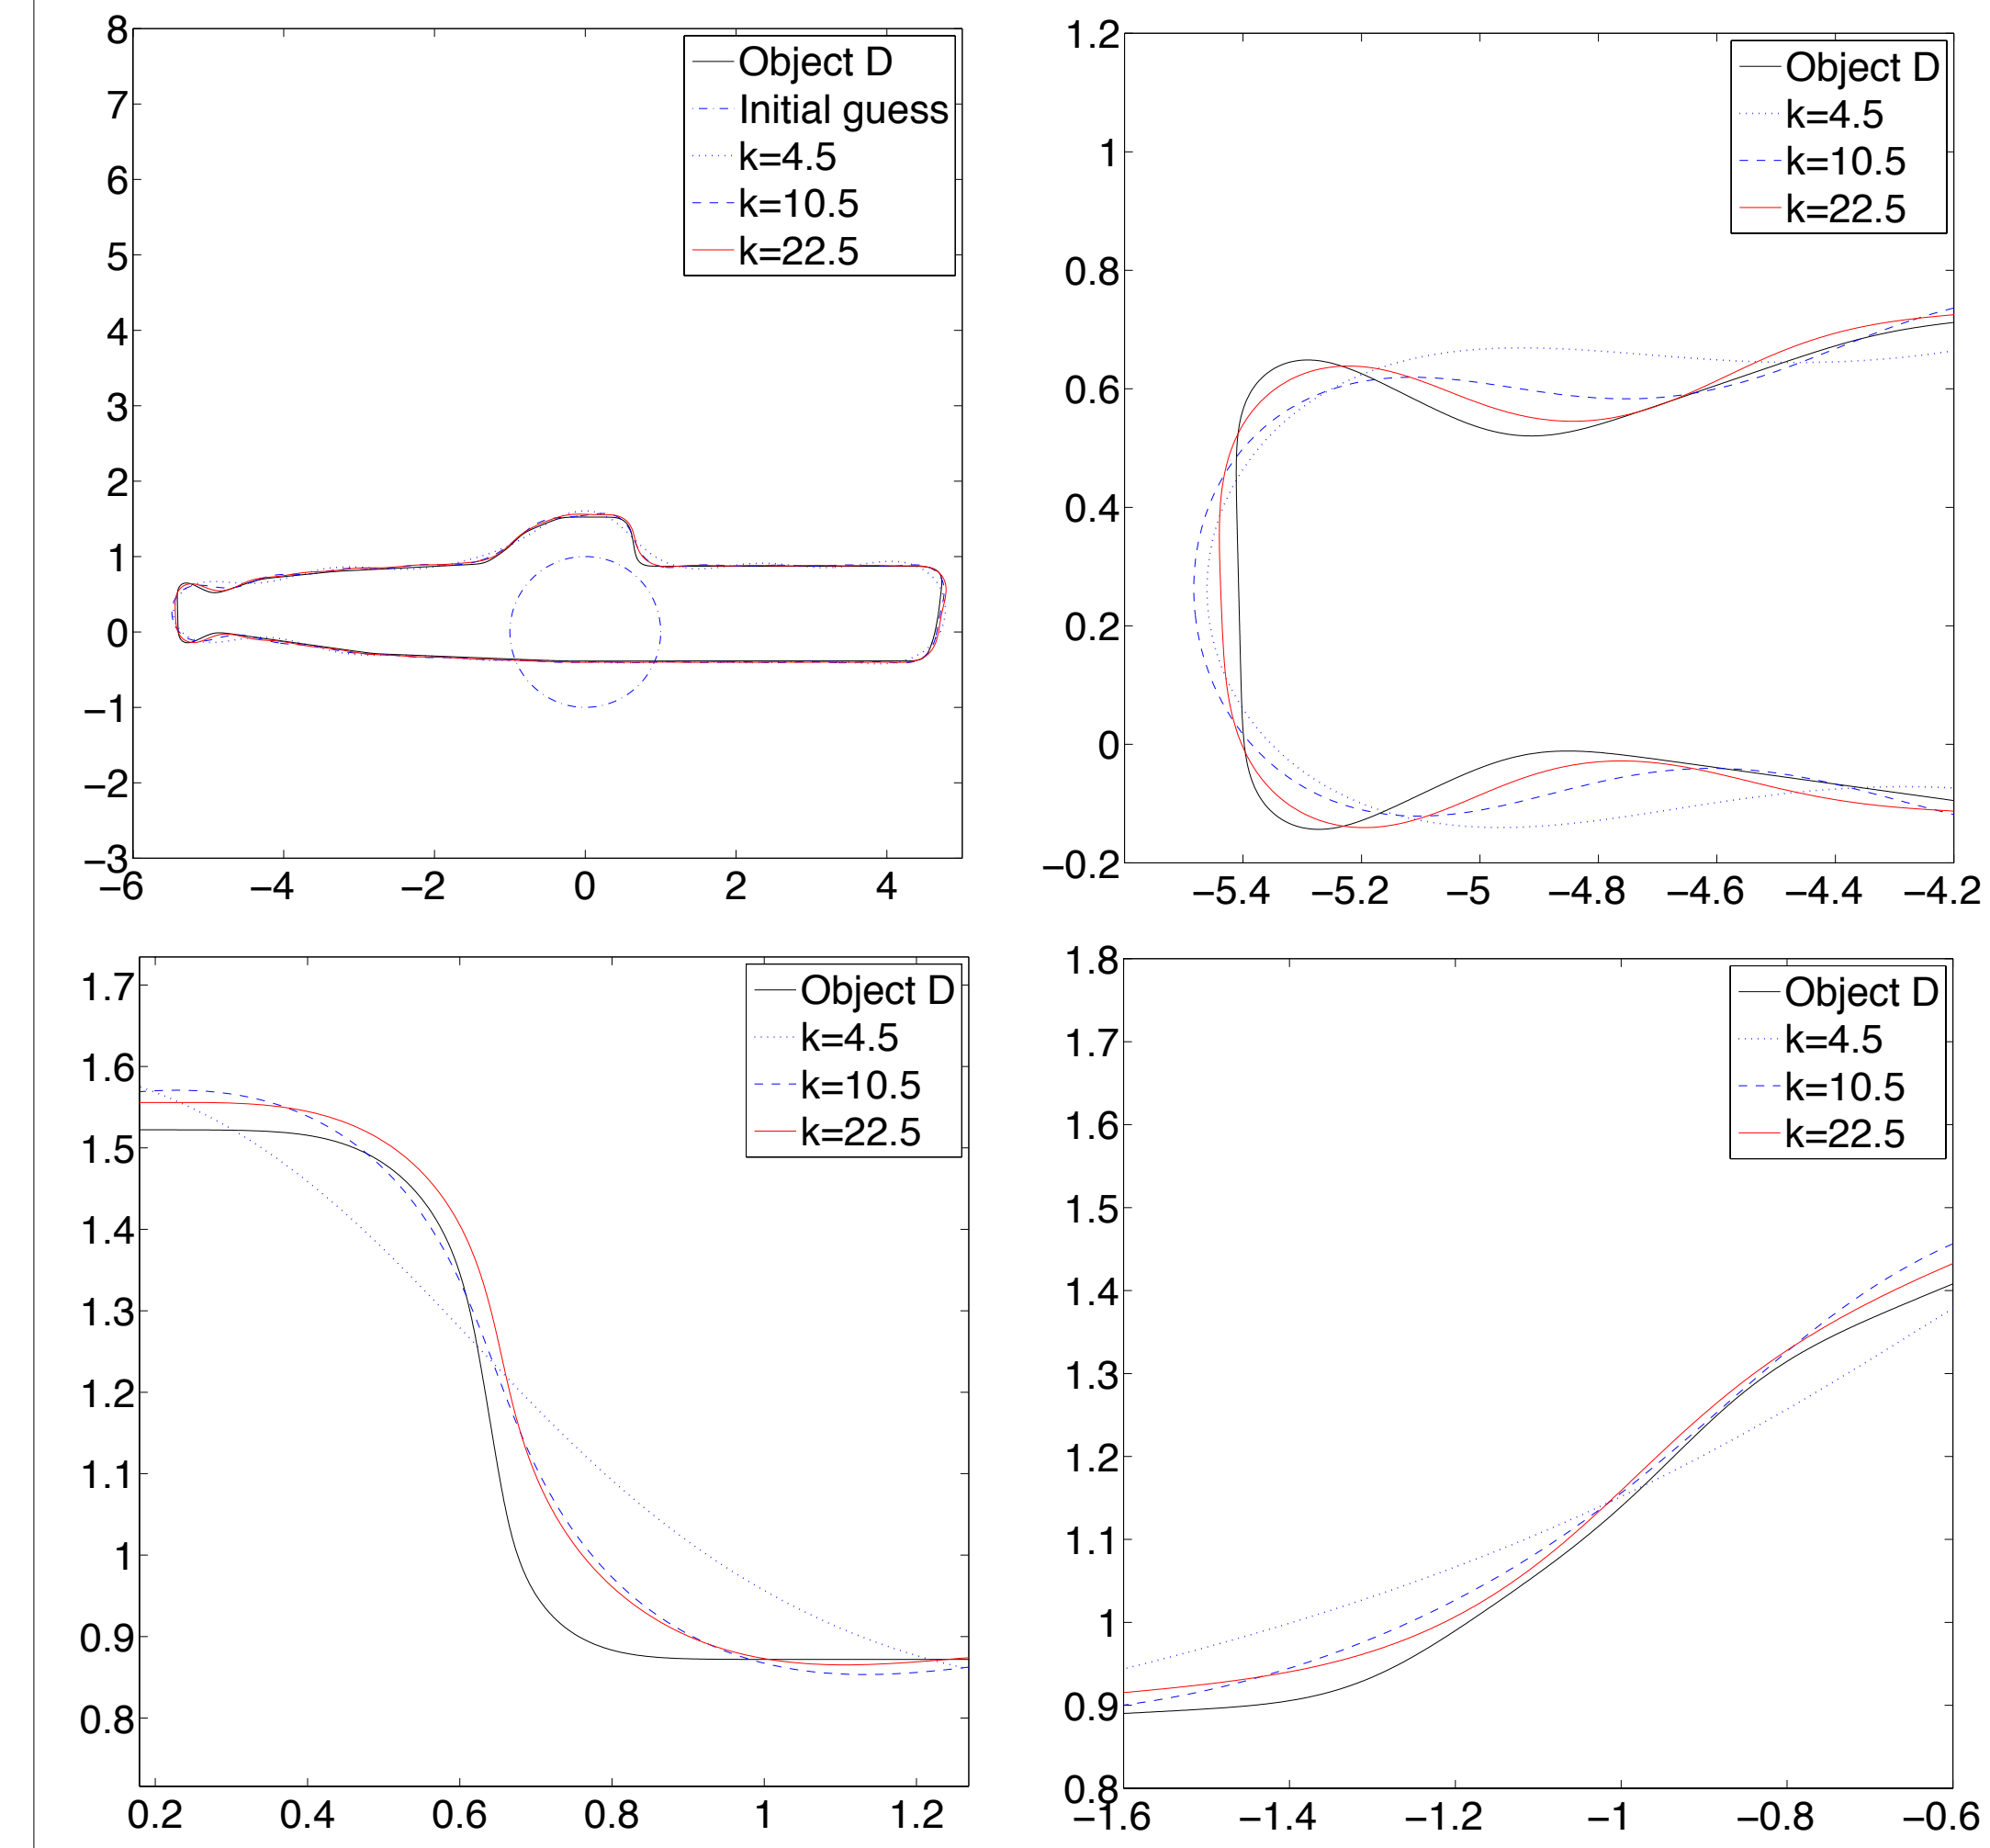 8
7
6
5
4
3
2
1
0
−1
−2
−3
−6 −4 −2 0 2 4
Object D
Initial guess
k=4.5
k=10.5
k=22.5
1.2
1
0.8
0.6
0.4
0.2
0
−0.2
−5.4 −5.2 −5 −4.8 −4.6 −4.4 −4.2
Object D
k=4.5
k=10.5
k=22.5
1.7
1.6
1.5
1.4
1.3
1.2
1.1
1
0.9
0.8
0.2 0.4 0.6 0.8 1 1.2
Object D
k=4.5
k=10.5
k=22.5
1.8
1.7
1.6
1.5
1.4
1.3
1.2
1.1
1
0.9
0.8
−1.6 −1.4 −1.2 −1 −0.8 −0.6
Object D
k=4.5
k=10.5
k=22.5